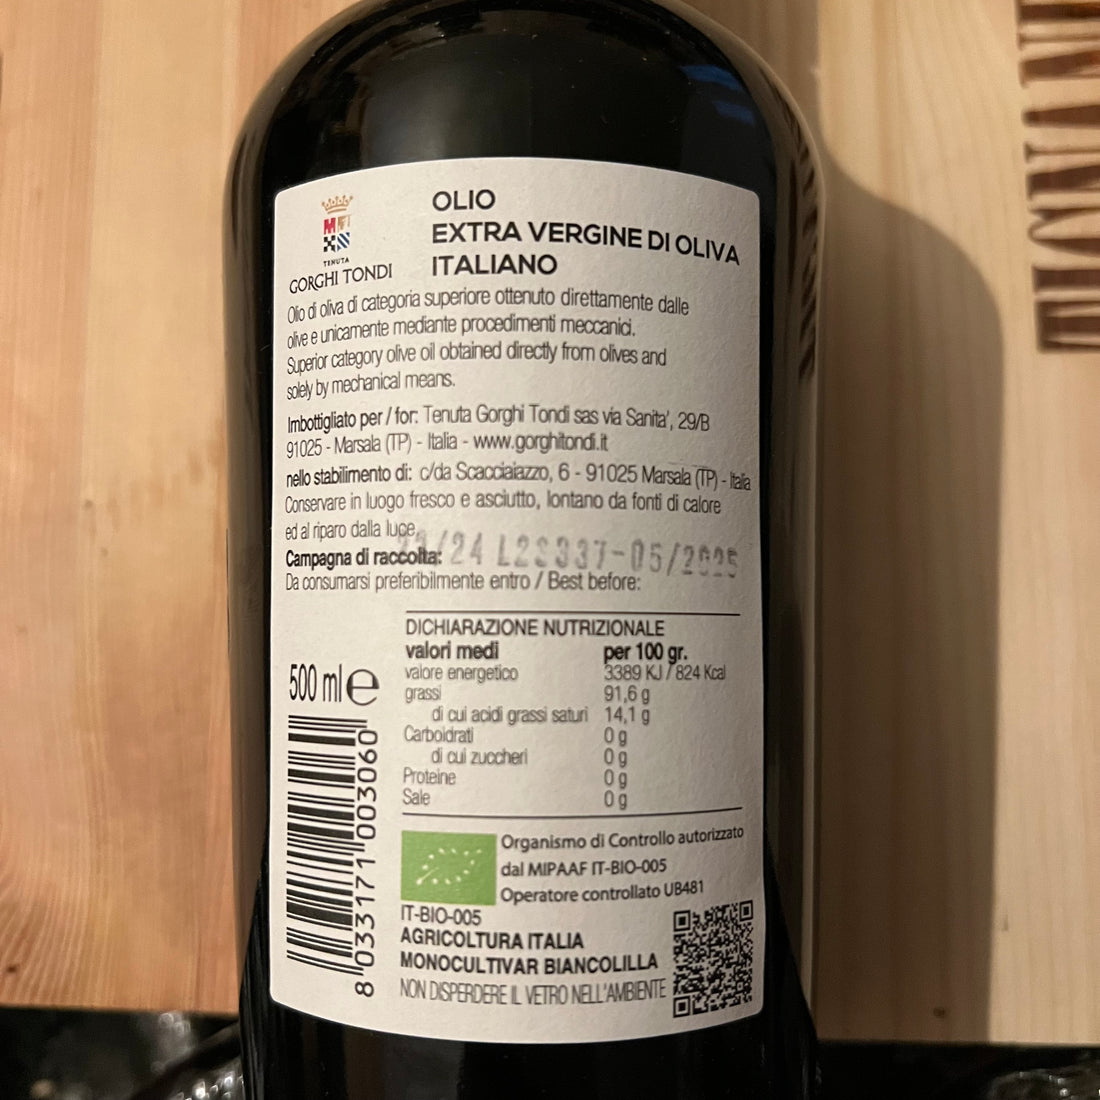 OLIO
EXTRA VERGINE DI OLIVA
ITALIANO
TENUTA
GORGHI TONDI
Olio di oliva di categoria superiore ottenuto direttamente dalle
olive e unicamente mediante procedimenti meccanici.
Superior category olive oil obtained directly from olives and
solely by mechanical means.
Imbottigliato per / for: Tenuta Gorghi Tondi sas via Sanita', 29/B
91025 - Marsala (TP) - Italia - www.gorghitondi.it
nello stabilimento di: c/da Scacciaiazzo, 6 - 91025 Marsala (TP) - Italia
Conservare in luogo fresco e asciutto, lontano da fonti di calore
ed al riparo dalla luce.
Campagna di raccolta: 23/24 L23337-05/2025
Da consumarsi preferibilmente entro / Best before:
DICHIARAZIONE NUTRIZIONALE
valori medi per 100 gr.
valore energetico 3389 KJ / 824 Kcal
grassi 91,6 g
di cui acidi grassi saturi 14,1 g
Carboidrati 0 g
di cui zuccheri 0 g
Proteine 0 g
Sale 0 g
500 ml e
8 033171 003060
Organismo di Controllo autorizzato
dal MIPAAF IT-BIO-005
Operatore controllato UB481
IT-BIO-005
AGRICOLTURA ITALIA
MONOCULTIVAR BIANCOLILLA
NON DISPERDERE IL VETRO NELL'AMBIENTE